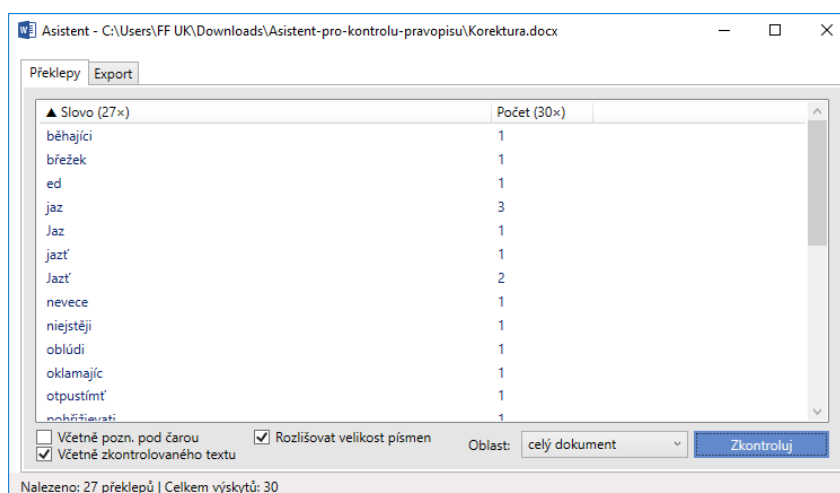 Asistent - C:\Users\FF UK\Downloads\Asistent-pro-kontrolu-pravopisu\Korektura.docx
Překlepy Export
▲ Slovo (27×) Počet (30×)
běhajíci 1
břežek 1
ed 1
jaz 3
Jaz 1
jazť 1
Jazť 2
nevece 1
niejstěji 1
oblúdi 1
oklamajíc 1
otpustímť 1
pohřižievati 1
Včetně pozn. pod čarou
Rozlišovat velikost písmen
Včetně zkontrolovaného textu
Oblast: celý dokument Zkontroluj
Nalezeno: 27 překlepů | Celkem výskytů: 30